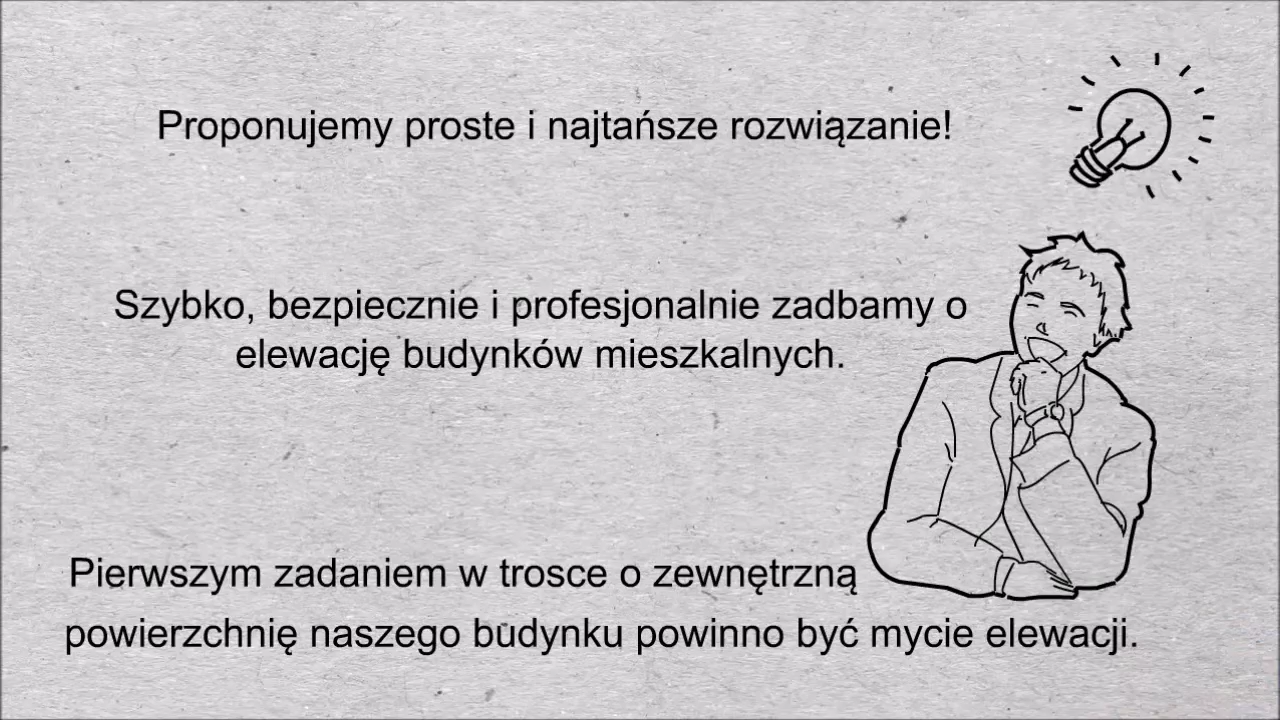 Proponujemy proste i najtańsze rozwiązanie!
Szybko, bezpiecznie i profesjonalnie zadbamy o
elewację budynków mieszkalnych.
Pierwszym zadaniem w trosce o zewnętrzną
powierzchnię naszego budynku powinno być mycie elewacji.